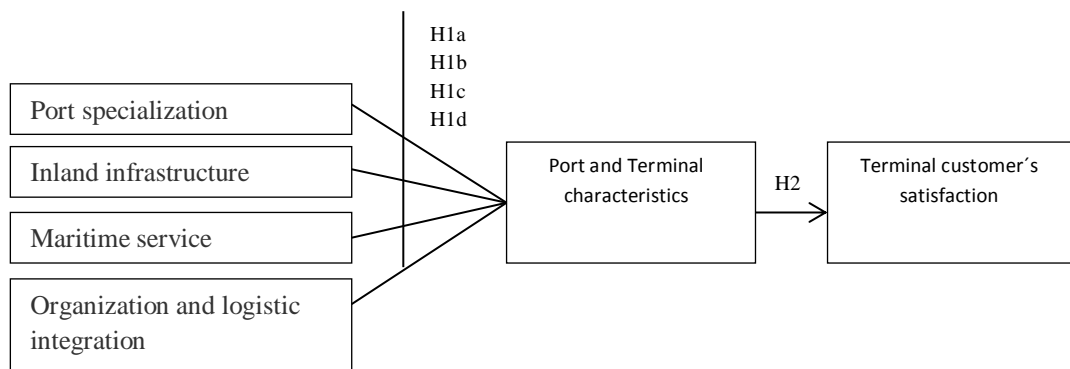 H1a
H1b
H1c
H1d
Port specialization
Inland infrastructure
Maritime service
Organization and logistic
integration
Port and Terminal
characteristics
H2
Terminal customer´s
satisfaction